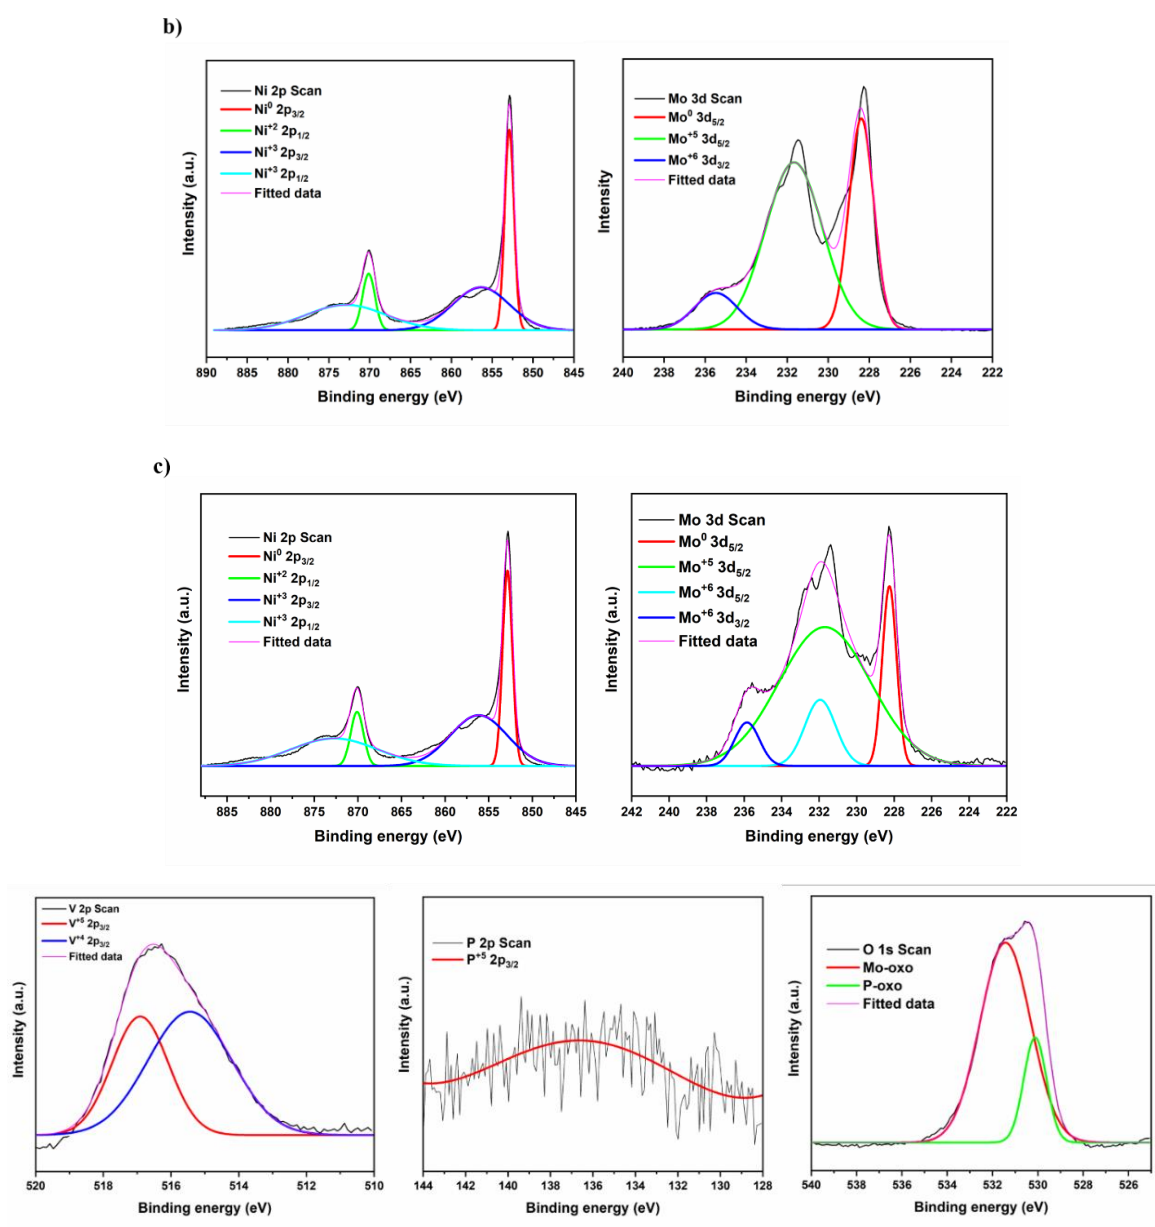 b)
Ni 2p Scan
Ni⁰ 2p₃/₂
Ni⁺² 2p₁/₂
Ni⁺³ 2p₃/₂
Ni⁺³ 2p₁/₂
Fitted data
Intensity (a.u.)
890 885 880 875 870 865 860 855 850 845
Binding energy (eV)
Mo 3d Scan
Mo⁰ 3d₅/₂
Mo⁺⁵ 3d₅/₂
Mo⁺⁶ 3d₃/₂
Fitted data
Intensity
240 238 236 234 232 230 228 226 224 222
Binding energy (eV)
c)
Ni 2p Scan
Ni⁰ 2p₃/₂
Ni⁺² 2p₁/₂
Ni⁺³ 2p₃/₂
Ni⁺³ 2p₁/₂
Fitted data
Intensity (a.u.)
885 880 875 870 865 860 855 850 845
Binding energy (eV)
Mo 3d Scan
Mo⁰ 3d₅/₂
Mo⁺⁵ 3d₅/₂
Mo⁺⁶ 3d₅/₂
Mo⁺⁶ 3d₃/₂
Fitted data
Intensity (a.u.)
242 240 238 236 234 232 230 228 226 224 222
Binding energy (eV)
V 2p Scan
V⁺⁵ 2p₃/₂
V⁺⁴ 2p₃/₂
Fitted data
Intensity (a.u.)
520 518 516 514 512 510
Binding energy (eV)
P 2p Scan
P⁺⁵ 2p₃/₂
Intensity (a.u.)
144 142 140 138 136 134 132 130 128
Binding energy (eV)
O 1s Scan
Mo-oxo
P-oxo
Fitted data
Intensity (a.u.)
540 538 536 534 532 530 528 526
Binding energy (eV)